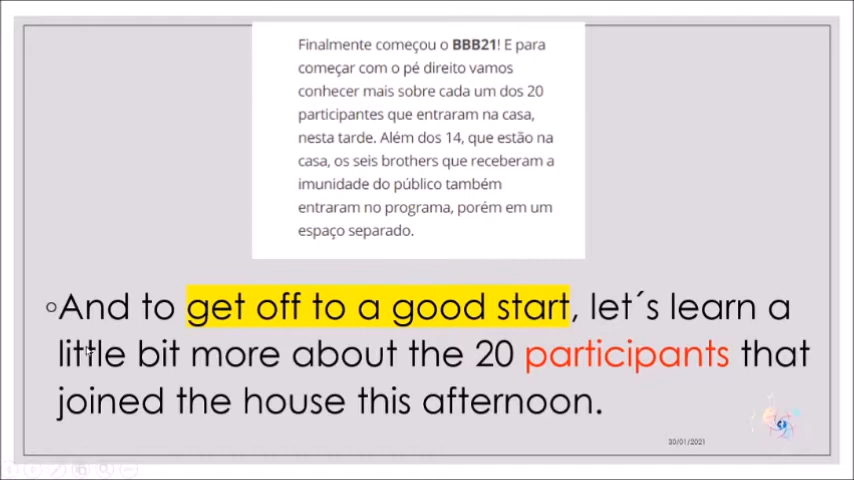 Finalmente começou o BBB21! E para
começar com o pé direito vamos
conhecer mais sobre cada um dos 20
participantes que entraram na casa,
nesta tarde. Além dos 14, que estão na
casa, os seis brothers que receberam a
imunidade do público também
entraram no programa, porém em um
espaço separado.
◦And to get off to a good start, let´s learn a
little bit more about the 20 participants that
joined the house this afternoon.
30/01/2021